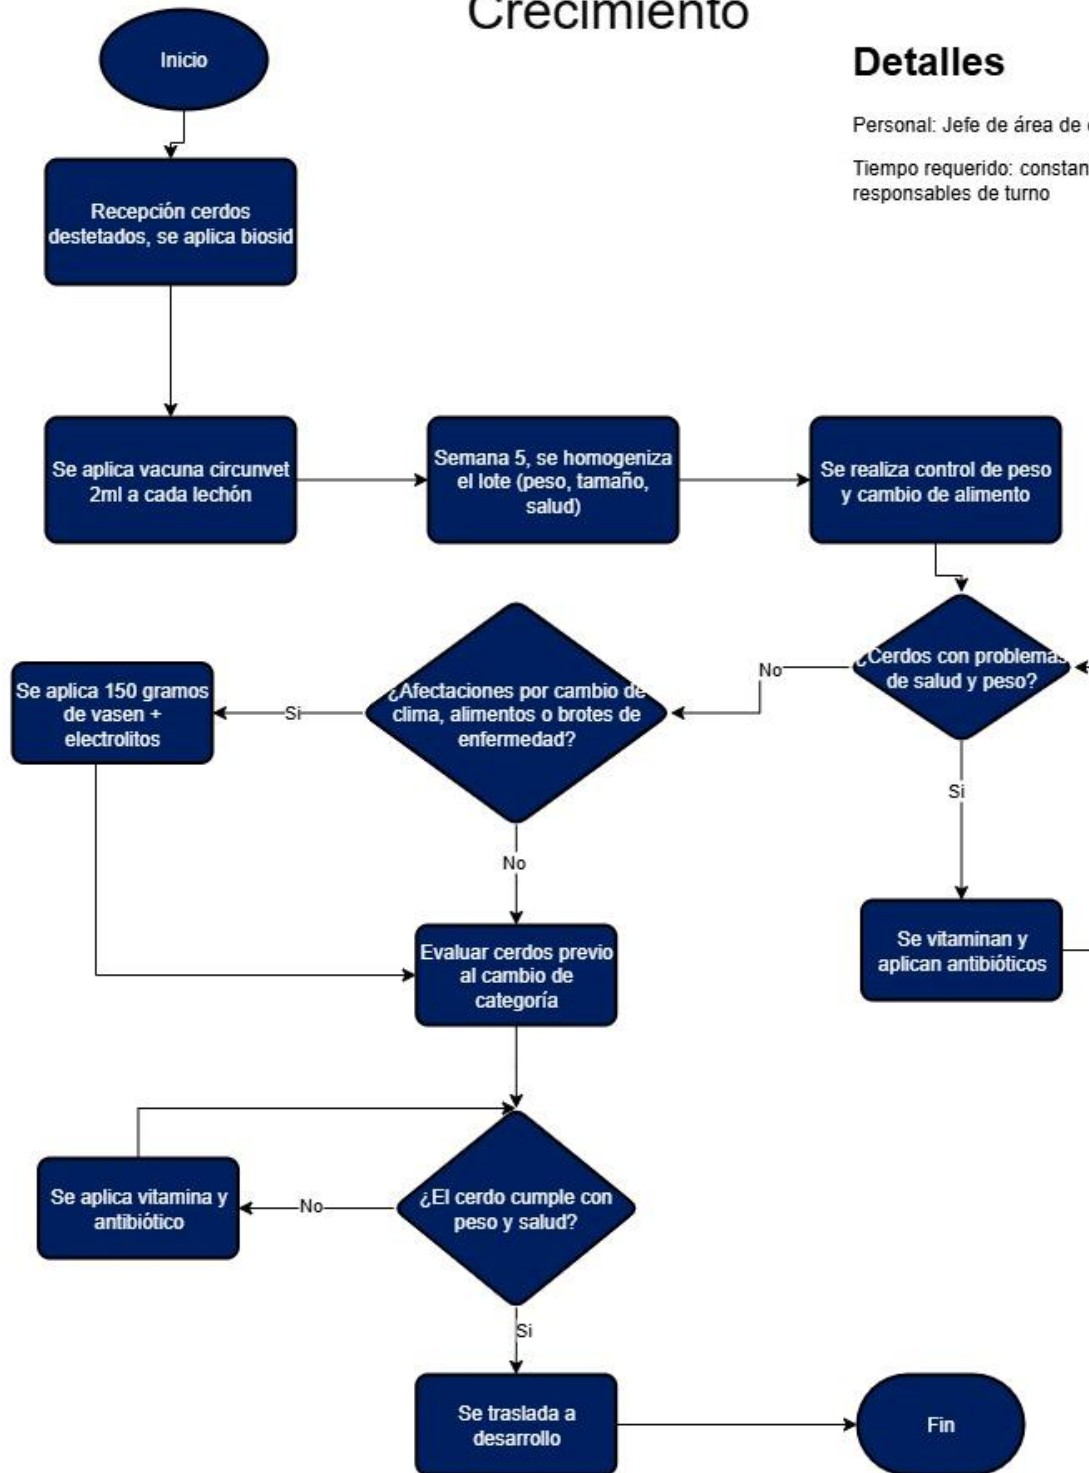 Crecimiento
Detalles
Personal: Jefe de área de
Tiempo requerido: constan
responsables de turno
Inicio
Recepción cerdos
destetados, se aplica biosid
Se aplica vacuna circunvet
2ml a cada lechón
Semana 5, se homogeniza
el lote (peso, tamaño,
salud)
Se realiza control de peso
y cambio de alimento
¿Cerdos con problemas
de salud y peso?
No
Si
¿Afectaciones por cambio de
clima, alimentos o brotes de
enfermedad?
Si
Se aplica 150 gramos
de vasen +
electrolitos
No
Se vitaminan y
aplican antibióticos
Evaluar cerdos previo
al cambio de
categoría
¿El cerdo cumple con
peso y salud?
No
Se aplica vitamina y
antibiótico
Si
Se traslada a
desarrollo
Fin